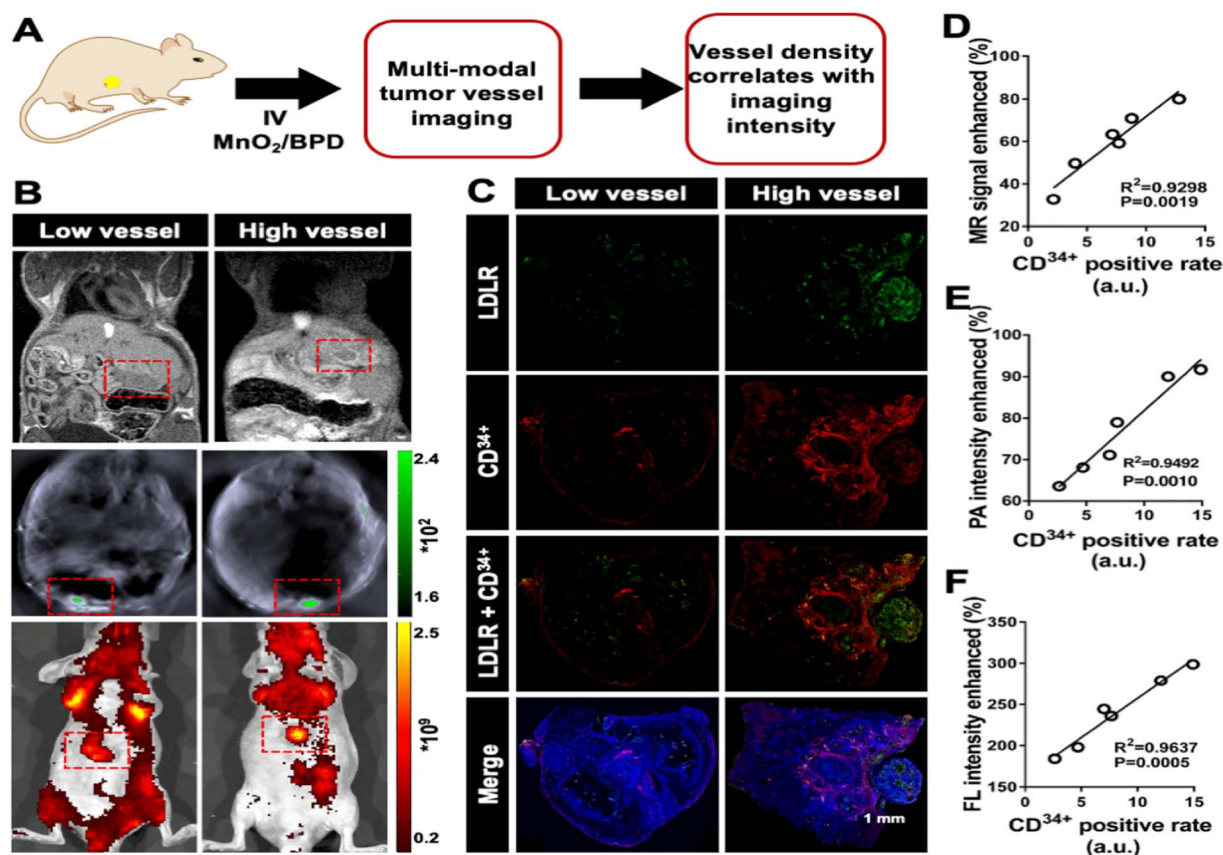 A
IV
MnO₂/BPD
Multi-modal
tumor vessel
imaging
Vessel density
correlates with
imaging
intensity
B
Low vessel
High vessel
2.4
*10²
1.6
2.5
*10⁹
0.2
C
Low vessel
High vessel
LDLR
CD³⁴⁺
LDLR + CD³⁴⁺
Merge
1 mm
D
MR signal enhanced (%)
100
80
60
40
20
R²=0.9298
P=0.0019
0
5
10
15
CD³⁴⁺ positive rate
(a.u.)
E
PA intensity enhanced (%)
100
90
80
70
60
R²=0.9492
P=0.0010
0
5
10
15
CD³⁴⁺ positive rate
(a.u.)
F
FL intensity enhanced (%)
350
300
250
200
150
R²=0.9637
P=0.0005
0
5
10
15
CD³⁴⁺ positive rate
(a.u.)